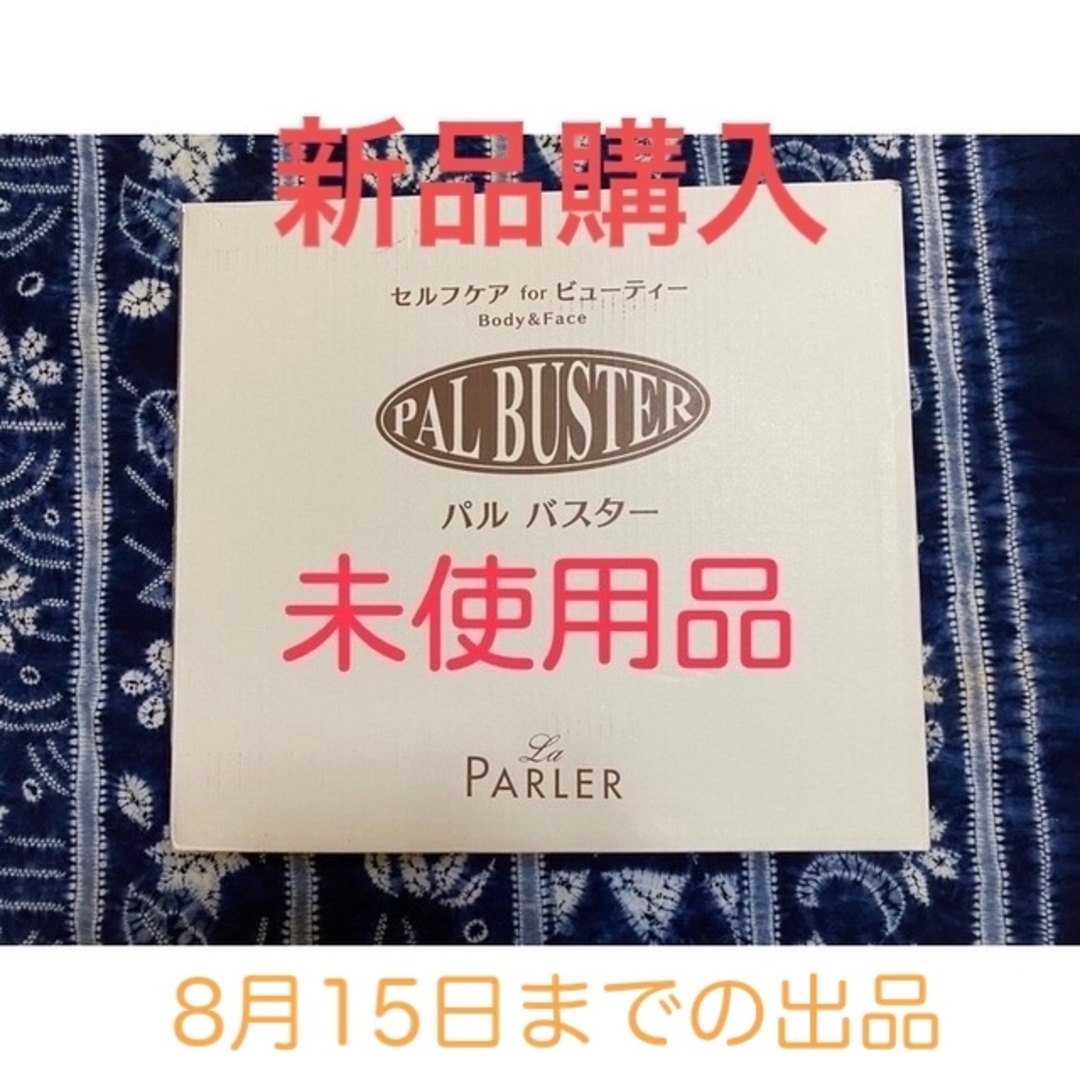 新品購入
セルフケア for ビューティー
Body&Face
PAL BUSTER
パル バスター
未使用品
La
PARLER
8月15日までの出品